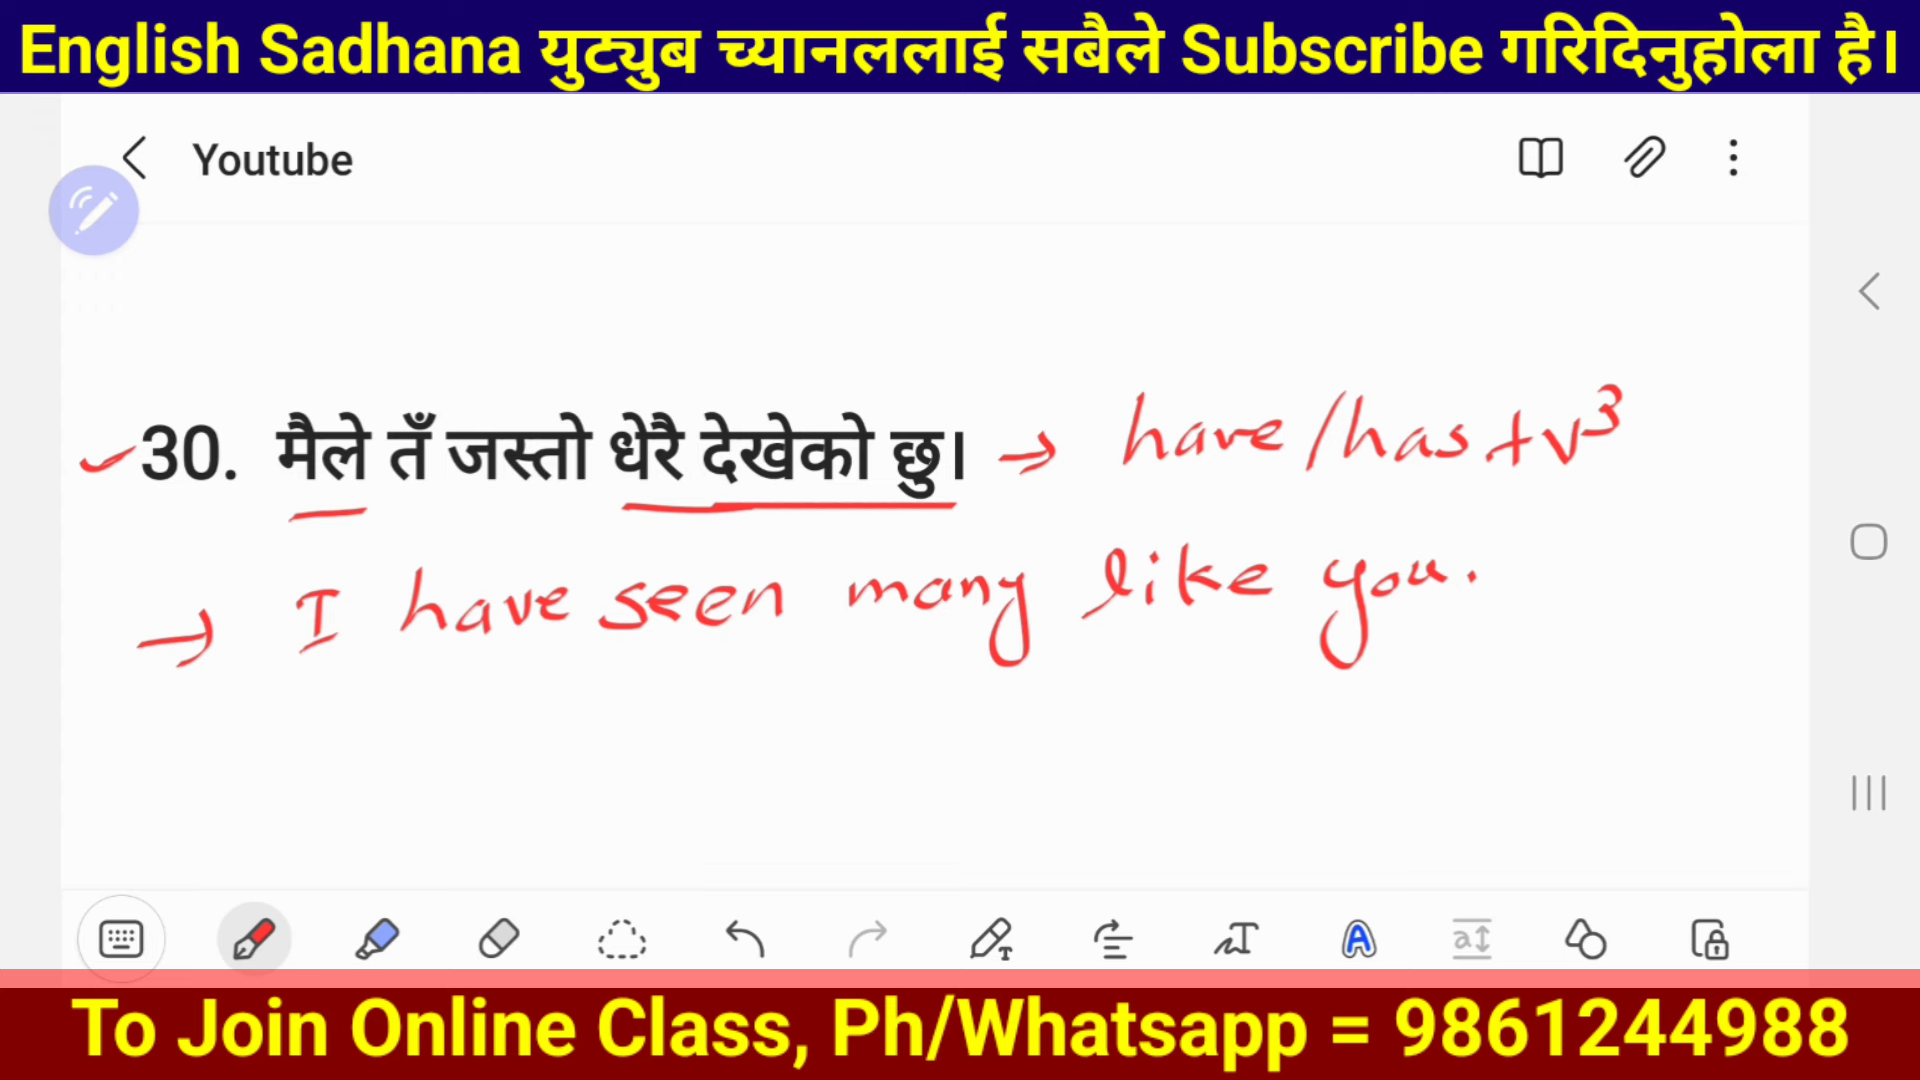 English Sadhana युट्युब च्यानललाई सबैले Subscribe गरिदिनुहोला है।
Youtube
30. मैले तँ जस्तो धेरै देखेको छु। → have/has + v³
→ I have seen many like you.
To Join Online Class, Ph/Whatsapp = 9861244988